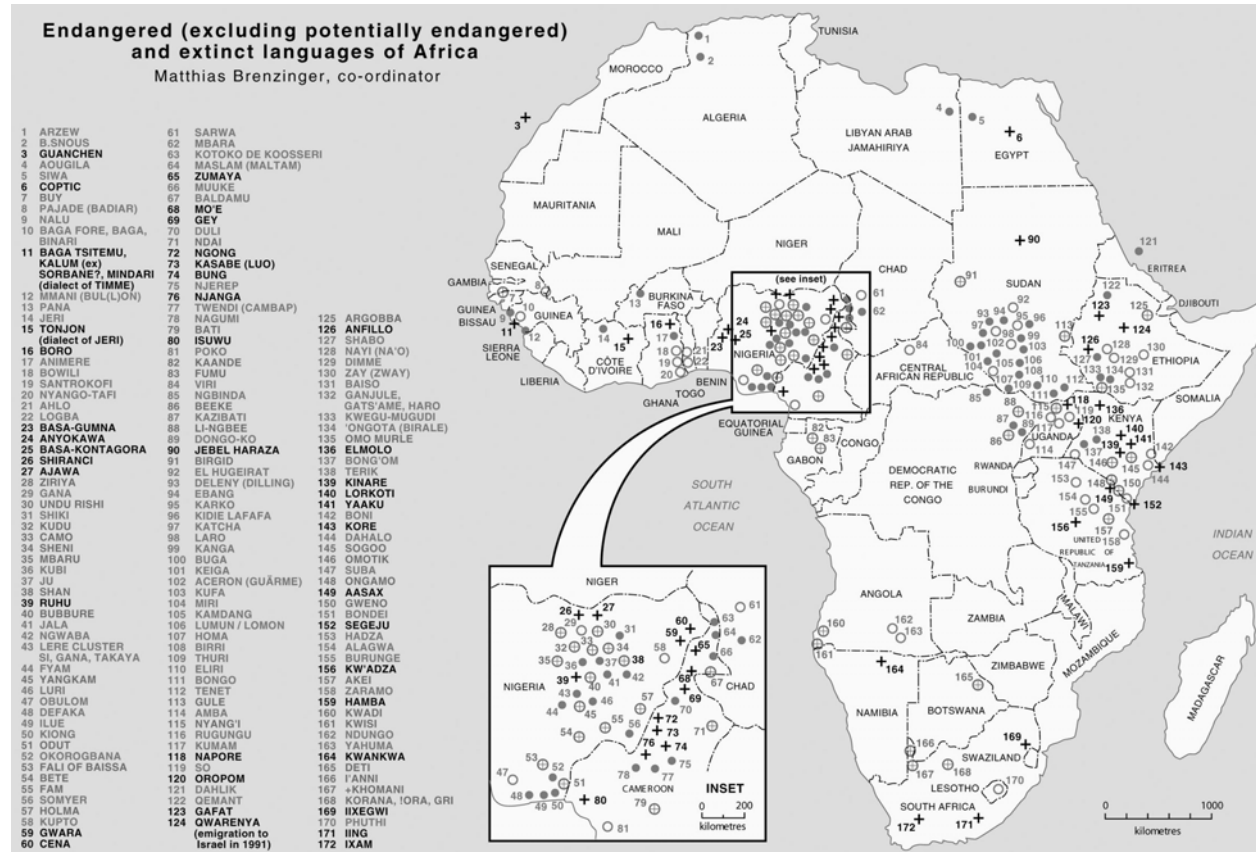 Endangered (excluding potentially endangered)
and extinct languages of Africa
Matthias Brenzinger, co-ordinator
1 ARZEW
2 B.SNOUS
3 GUANCHEN
4 AOUGILA
5 SIWA
6 COPTIC
7 BUY
8 PAJADE (BADIAR)
9 NALU
10 BAGA FORE, BAGA,
BINARI
11 BAGA TSITEMU,
KALUM (ex)
SORBANE?, MINDARI
(dialect of TIMME)
12 MMANI (BUL(L)ON)
13 PANA
14 JERI
15 TONJON
(dialect of JERI)
16 BORO
17 ANIMERE
18 BOWILI
19 SANTROKOFI
20 NYANGO-TAFI
21 AHLO
22 LOGBA
23 BASA-GUMNA
24 ANYOKAWA
25 BASA-KONTAGORA
26 SHIRANCI
27 AJAWA
28 ZIRIYA
29 GANA
30 UNDU RISHI
31 SHIKI
32 KUDU
33 CAMO
34 SHENI
35 MBARU
36 KUBI
37 JU
38 SHAN
39 RUHU
40 BUBBURE
41 JALA
42 NGWABA
43 LERE CLUSTER
SI, GANA, TAKAYA
44 FYAM
45 YANGKAM
46 LURI
47 OBULOM
48 DEFAKA
49 ILUE
50 KIONG
51 ODUT
52 OKOROGBANA
53 FALI OF BAISSA
54 BETE
55 FAM
56 SOMYER
57 HOLMA
58 KUPTO
59 GWARA
60 CENA
61 SARWA
62 MBARA
63 KOTOKO DE KOOSSERI
64 MASLAM (MALTAM)
65 ZUMAYA
66 MUUKE
67 BALDAMU
68 MO'E
69 GEY
70 DULI
71 NDAI
72 NGONG
73 KASABE (LUO)
74 BUNG
75 NJEREP
76 NJANGA
77 TWENDI (CAMBAP)
78 NAGUMI
79 BATI
80 ISUWU
81 POKO
82 KAANDE
83 FUMU
84 VIRI
85 NGBINDA
86 BEEKE
87 KAZIBATI
88 LI-NGBEE
89 DONGO-KO
90 JEBEL HARAZA
91 BIRGID
92 EL HUGEIRAT
93 DELENY (DILLING)
94 EBANG
95 KARKO
96 KIDIE LAFAFA
97 KATCHA
98 LARO
99 KANGA
100 BUGA
101 KEIGA
102 ACERON (GUÄRME)
103 KUFA
104 MIRI
105 KAMDANG
106 LUMUN / LOMON
107 HOMA
108 BIRRI
109 THURI
110 ELIRI
111 BONGO
112 TENET
113 GULE
114 AMBA
115 NYANG'I
116 RUGUNGU
117 KUMAM
118 NAPORE
119 SO
120 OROPOM
121 DAHLIK
122 QEMANT
123 GAFAT
124 QWARENYA
(emigration to
Israel in 1991)
125 ARGOBBA
126 ANFILLO
127 SHABO
128 NAYI (NA'O)
129 DIMME
130 ZAY (ZWAY)
131 BAISO
132 GANJULE,
GATS'AME, HARO
133 KWEGU-MUGUDI
134 'ONGOTA (BIRALE)
135 OMO MURLE
136 ELMOLO
137 BONG'OM
138 TERIK
139 KINARE
140 LORKOTI
141 YAAKU
142 BONI
143 KORE
144 DAHALO
145 SOGOO
146 OMOTIK
147 SUBA
148 ONGAMO
149 AASAX
150 GWENO
151 BONDEI
152 SEGEJU
153 HADZA
154 ALAGWA
155 BURUNGE
156 KW'ADZA
157 AKEI
158 ZARAMO
159 HAMBA
160 KWADI
161 KWISI
162 NDUNGO
163 YAHUMA
164 KWANKWA
165 DETI
166 I'ANNI
167 +KHOMANI
168 KORANA, !ORA, GRI
169 IIXEGWI
170 PHUTHI
171 IING
172 IXAM
TUNISIA
MOROCCO
ALGERIA
LIBYAN ARAB
JAMAHIRIYA
EGYPT
MAURITANIA
MALI
NIGER
CHAD
SUDAN
ERITREA
DJIBOUTI
SENEGAL
GAMBIA
GUINEA
BISSAU
GUINEA
SIERRA
LEONE
LIBERIA
CÔTE
D'IVOIRE
BURKINA
FASO
GHANA
TOGO
BENIN
NIGERIA
(see inset)
CENTRAL
AFRICAN REPUBLIC
ETHIOPIA
SOMALIA
EQUATORIAL
GUINEA
GABON
CONGO
DEMOCRATIC
REP. OF THE
CONGO
UGANDA
KENYA
RWANDA
BURUNDI
UNITED
REPUBLIC OF
TANZANIA
SOUTH
ATLANTIC
OCEAN
INDIAN
OCEAN
ANGOLA
ZAMBIA
MALAWI
MOZAMBIQUE
ZIMBABWE
MADAGASCAR
NAMIBIA
BOTSWANA
SWAZILAND
LESOTHO
SOUTH AFRICA
0 1000
kilometres
NIGER
NIGERIA
CHAD
CAMEROON
INSET
0 200
kilometres